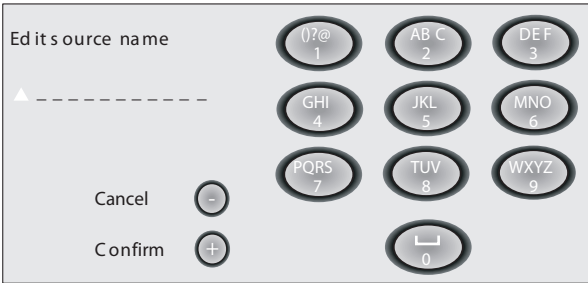 Edit source name
()?@
1
AB C
2
DEF
3
GHI
4
JKL
5
MNO
6
PQRS
7
TUV
8
WXYZ
9
0
Cancel -
Confirm +